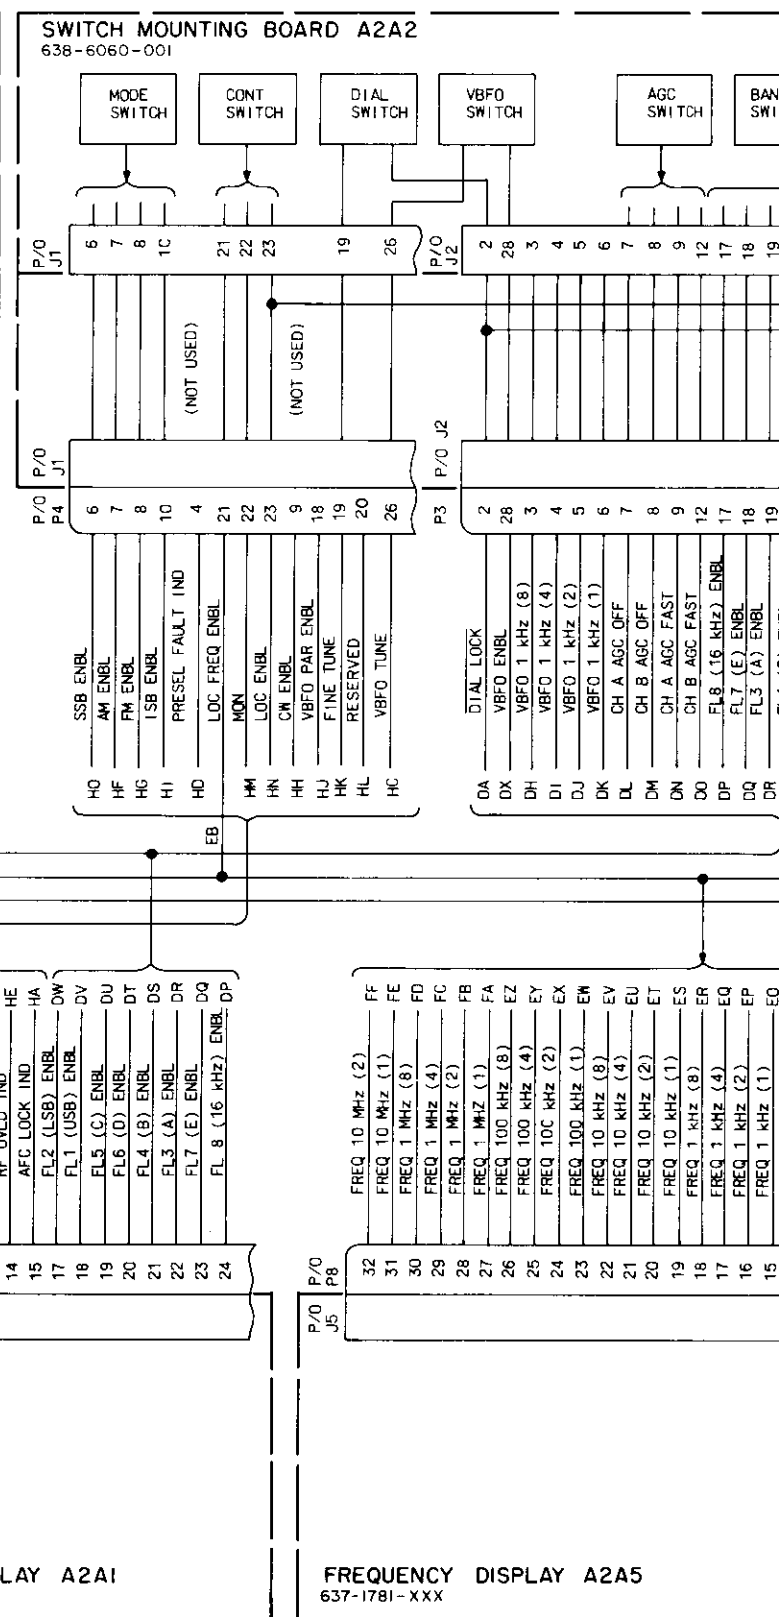 SWITCH MOUNTING BOARD A2A2
638-6060-001
MODE SWITCH
CONT SWITCH
DIAL SWITCH
VBFO SWITCH
AGC SWITCH
BAN
SWI
P/O J1
6
7
8
1C
21
22
23
19
26
P/O J2
2
28
3
4
5
6
7
8
9
12
17
18
19
(NOT USED)
(NOT USED)
P/O J1
P/O J2
P/O P4
6
7
8
10
4
21
22
23
9
18
19
20
26
P3
2
28
3
4
5
6
7
8
9
12
17
18
19
SSB ENBL
AM ENBL
FM ENBL
ISB ENBL
PRESEL FAULT IND
LOC FREQ ENBL
MON
LOC ENBL
CW ENBL
VBFO PAR ENBL
FINE TUNE
RESERVED
VBFO TUNE
DIAL LOCK
VBFO ENBL
VBFO 1 kHz (8)
VBFO 1 kHz (4)
VBFO 1 kHz (2)
VBFO 1 kHz (1)
CH A AGC OFF
CH B AGC OFF
CH A AGC FAST
CH B AGC FAST
FL8 (16 kHz) ENBL
FL7 (E) ENBL
FL3 (A) ENBL
HO
HF
HG
HI
HD
HM
HN
HH
HJ
HK
HL
HC
EB
DA
DX
DH
DI
DJ
DK
DL
DM
DN
DO
DP
DQ
DR
HE
HA
DW
DV
DU
DT
DS
DR
DQ
DP
RF OVLD IND
AFC LOCK IND
FL2 (LSB) ENBL
FL1 (USB) ENBL
FL5 (C) ENBL
FL6 (D) ENBL
FL4 (B) ENBL
FL3 (A) ENBL
FL7 (E) ENBL
FL 8 (16 kHz) ENBL
14
15
17
18
19
20
21
22
23
24
FF
FE
FD
FC
FB
FA
EZ
EY
EX
EW
EV
EU
ET
ES
ER
EQ
EP
EO
FREQ 10 MHz (2)
FREQ 10 MHz (1)
FREQ 1 MHz (8)
FREQ 1 MHz (4)
FREQ 1 MHz (2)
FREQ 1 MHZ (1)
FREQ 100 kHz (8)
FREQ 100 kHz (4)
FREQ 10C kHz (2)
FREQ 100 kHz (1)
FREQ 10 kHz (8)
FREQ 10 kHz (4)
FREQ 10 kHz (2)
FREQ 10 kHz (1)
FREQ 1 kHz (8)
FREQ 1 kHz (4)
FREQ 1 kHz (2)
FREQ 1 kHz (1)
P/O P8
32
31
30
29
28
27
26
25
24
23
22
21
20
19
18
17
16
15
P/O J5
LAY A2A1
FREQUENCY DISPLAY A2A5
637-1781-XXX